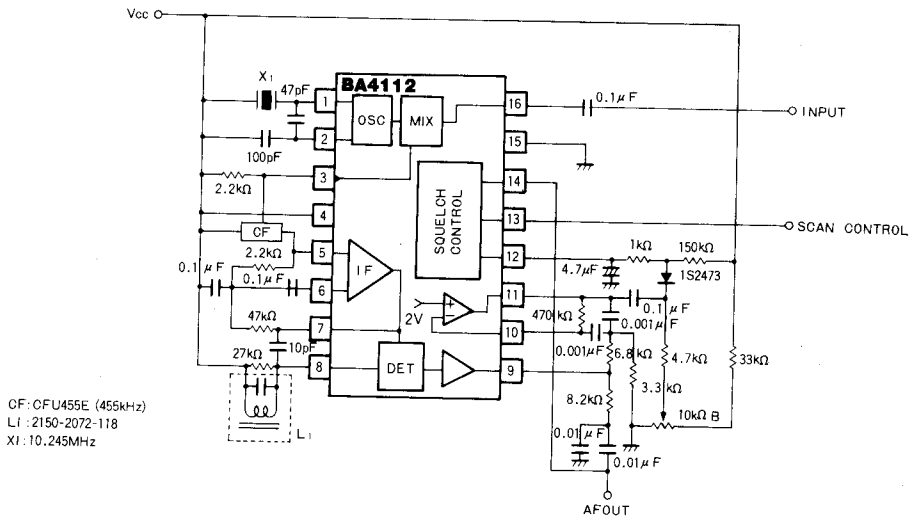 Vcc
BA4112
X1
47pF
1
OSC
MIX
16
0.1μF
INPUT
2
15
100pF
3
14
2.2kΩ
SQUELCH
CONTROL
4
13
SCAN CONTROL
CF
5
2.2kΩ
IF
12
1kΩ
150kΩ
4.7μF
1S2473
0.1μF
0.1μF
6
11
0.1
μF
2V
+
−
470kΩ
0.001μF
47kΩ
7
10
10pF
0.001μF
6.8kΩ
4.7kΩ
33kΩ
27kΩ
8
DET
9
3.3kΩ
8.2kΩ
10kΩB
L1
CF:CFU455E (455kHz)
L1:2150-2072-118
X1:10.245MHz
0.01μF
0.01μF
AFOUT